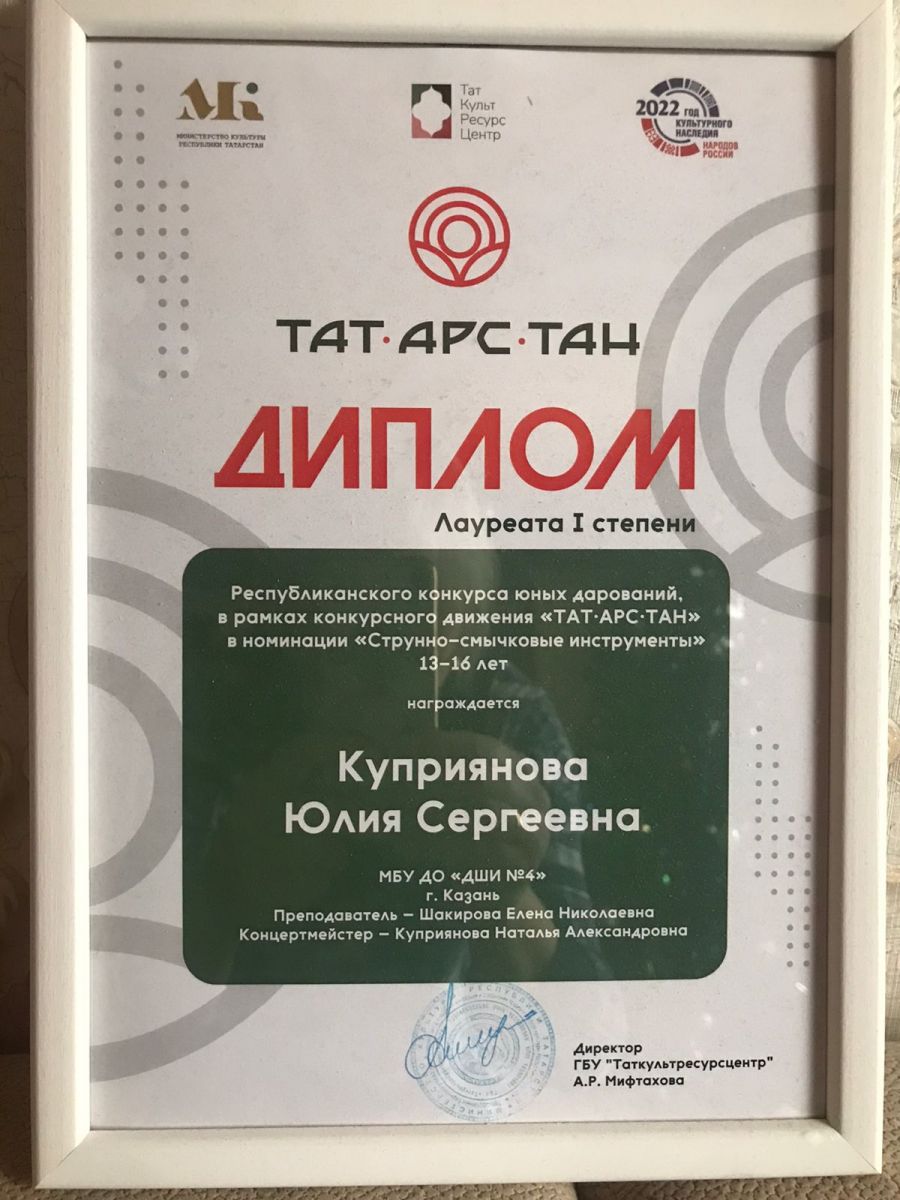 МИНИСТЕРСТВО КУЛЬТУРЫ
РЕСПУБЛИКИ ТАТАРСТАН
Тат
Культ
Ресурс
Центр
2022 ГОД
КУЛЬТУРНОГО
НАСЛЕДИЯ
НАРОДОВ
РОССИИ
ТАТ·АРС·ТАН
ДИПЛОМ
Лауреата I степени
Республиканского конкурса юных дарований,
в рамках конкурсного движения «ТАТ·АРС·ТАН»
в номинации «Струнно-смычковые инструменты»
13-16 лет
награждается
Куприянова
Юлия Сергеевна
МБУ ДО «ДШИ №4»
г. Казань
Преподаватель – Шакирова Елена Николаевна
Концертмейстер – Куприянова Наталья Александровна
Директор
ГБУ "Таткультресурсцентр"
А.Р. Мифтахова